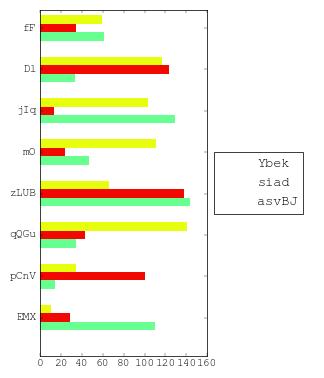 fF
Dl
jIq
mO
zLUB
qQGu
pCnV
EMX
0 20 40 60 80 100 120 140 160
Ybek
siad
asvBJ